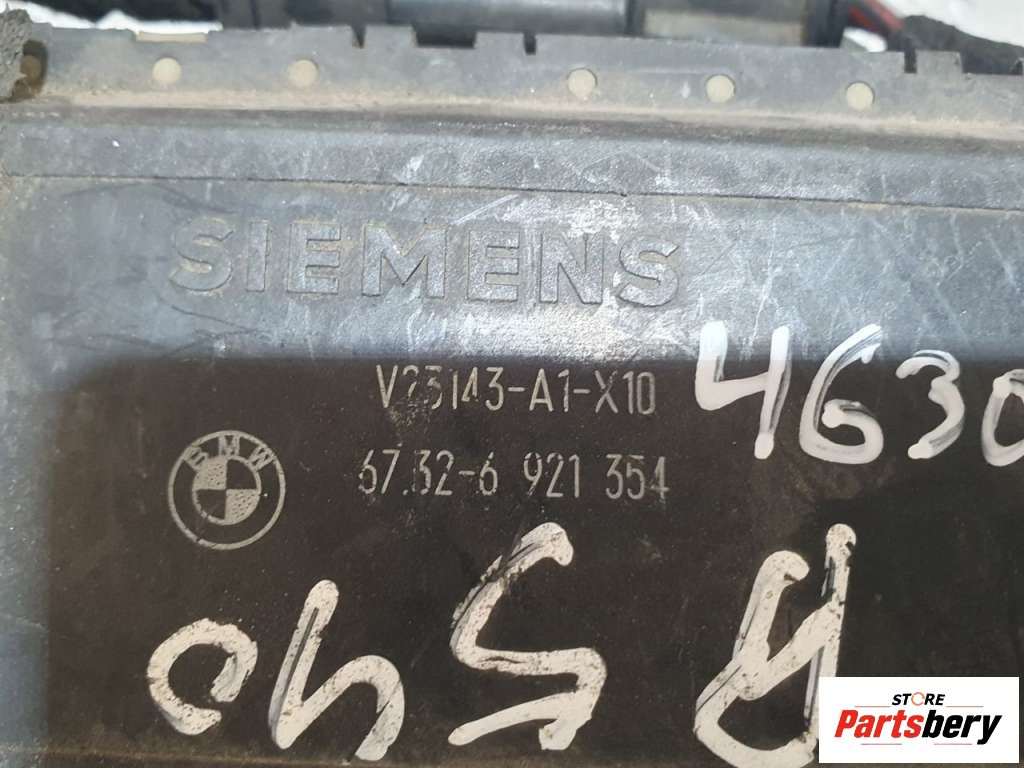 SIEMENS
V23143-A1-X10
4630
BMW
67.32-6 921 354
STORE
Partsbery